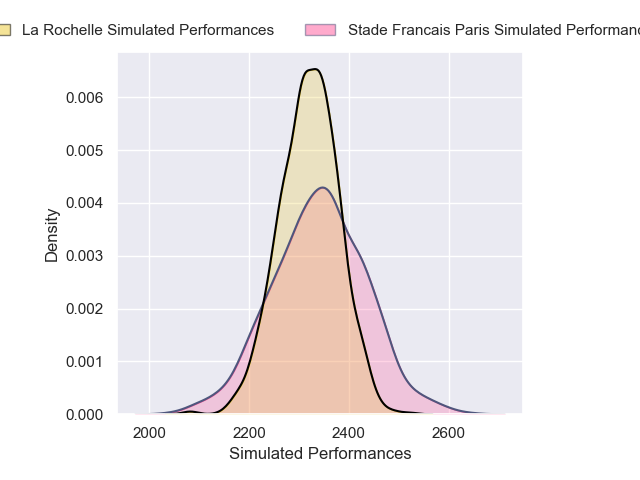 La Rochelle Simulated Performances
Stade Francais Paris Simulated
0.006
0.005
0.004
0.003
0.002
0.001
0.000
Density
2000
2200
2400
2600
Simulated Performances